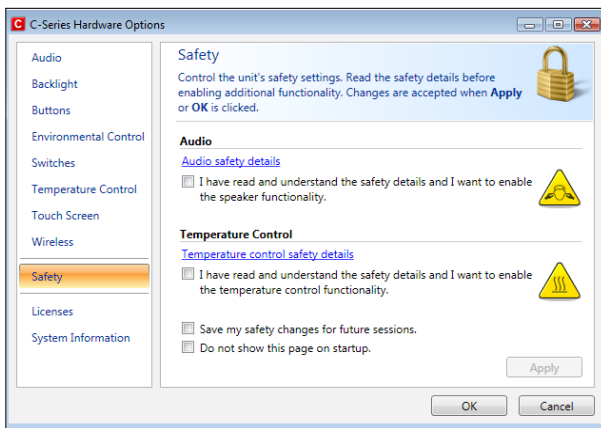 C-Series Hardware Options
Audio
Backlight
Buttons
Environmental Control
Switches
Temperature Control
Touch Screen
Wireless
Safety
Licenses
System Information
Safety
Control the unit's safety settings. Read the safety details before
enabling additional functionality. Changes are accepted when Apply
or OK is clicked.
Audio
Audio safety details
I have read and understand the safety details and I want to enable
the speaker functionality.
Temperature Control
Temperature control safety details
I have read and understand the safety details and I want to enable
the temperature control functionality.
Save my safety changes for future sessions.
Do not show this page on startup.
Apply
OK Cancel